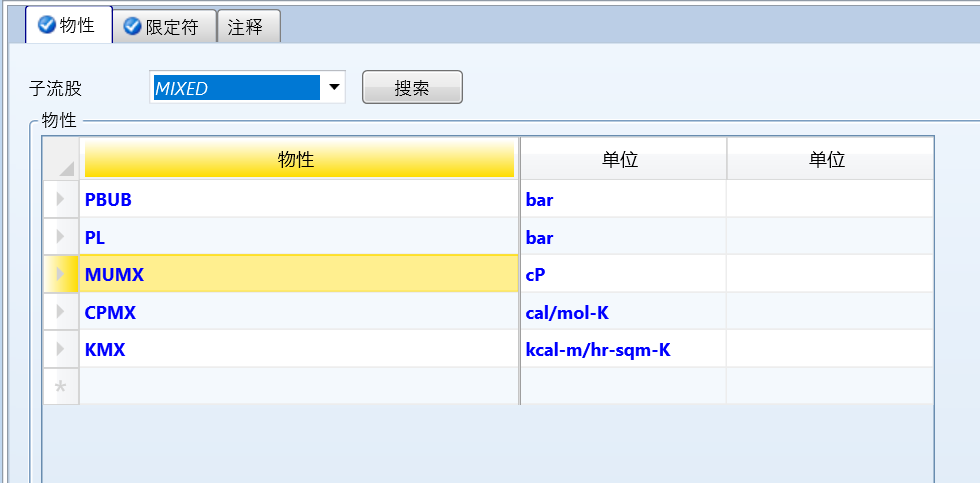 物性 限定符 注释
子流股 MIXED 搜索
物性
物性 单位 单位
PBUB bar
PL bar
MUMX cP
CPMX cal/mol-K
KMX kcal-m/hr-sqm-K
*